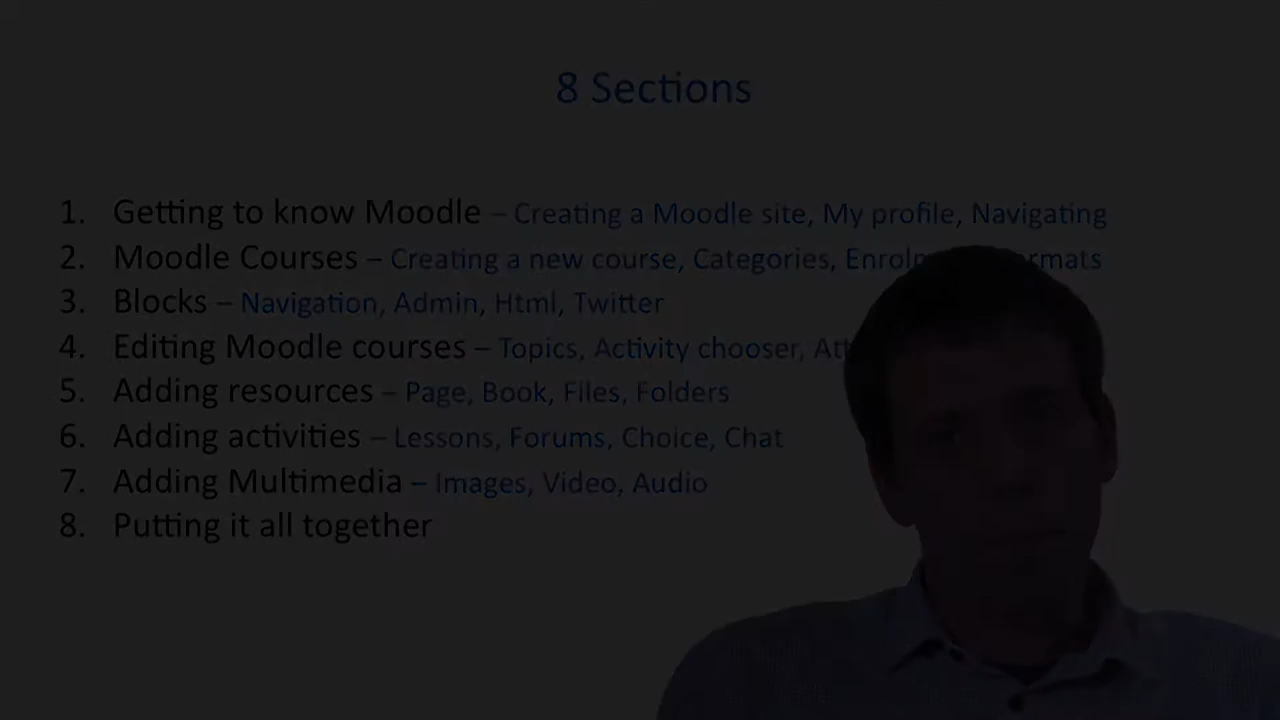 8 Sections
1. Getting to know Moodle – Creating a Moodle site, My profile, Navigating
2. Moodle Courses – Creating a new course, Categories,
3. Blocks – Navigation, Admin, Html, Twitter
4. Editing Moodle courses – Topics, Activity chooser,
5. Adding resources – Page, Book, Files, Folders
6. Adding activities – Lessons, Forums, Choice, Chat
7. Adding Multimedia – Images, Video, Audio
8. Putting it all together